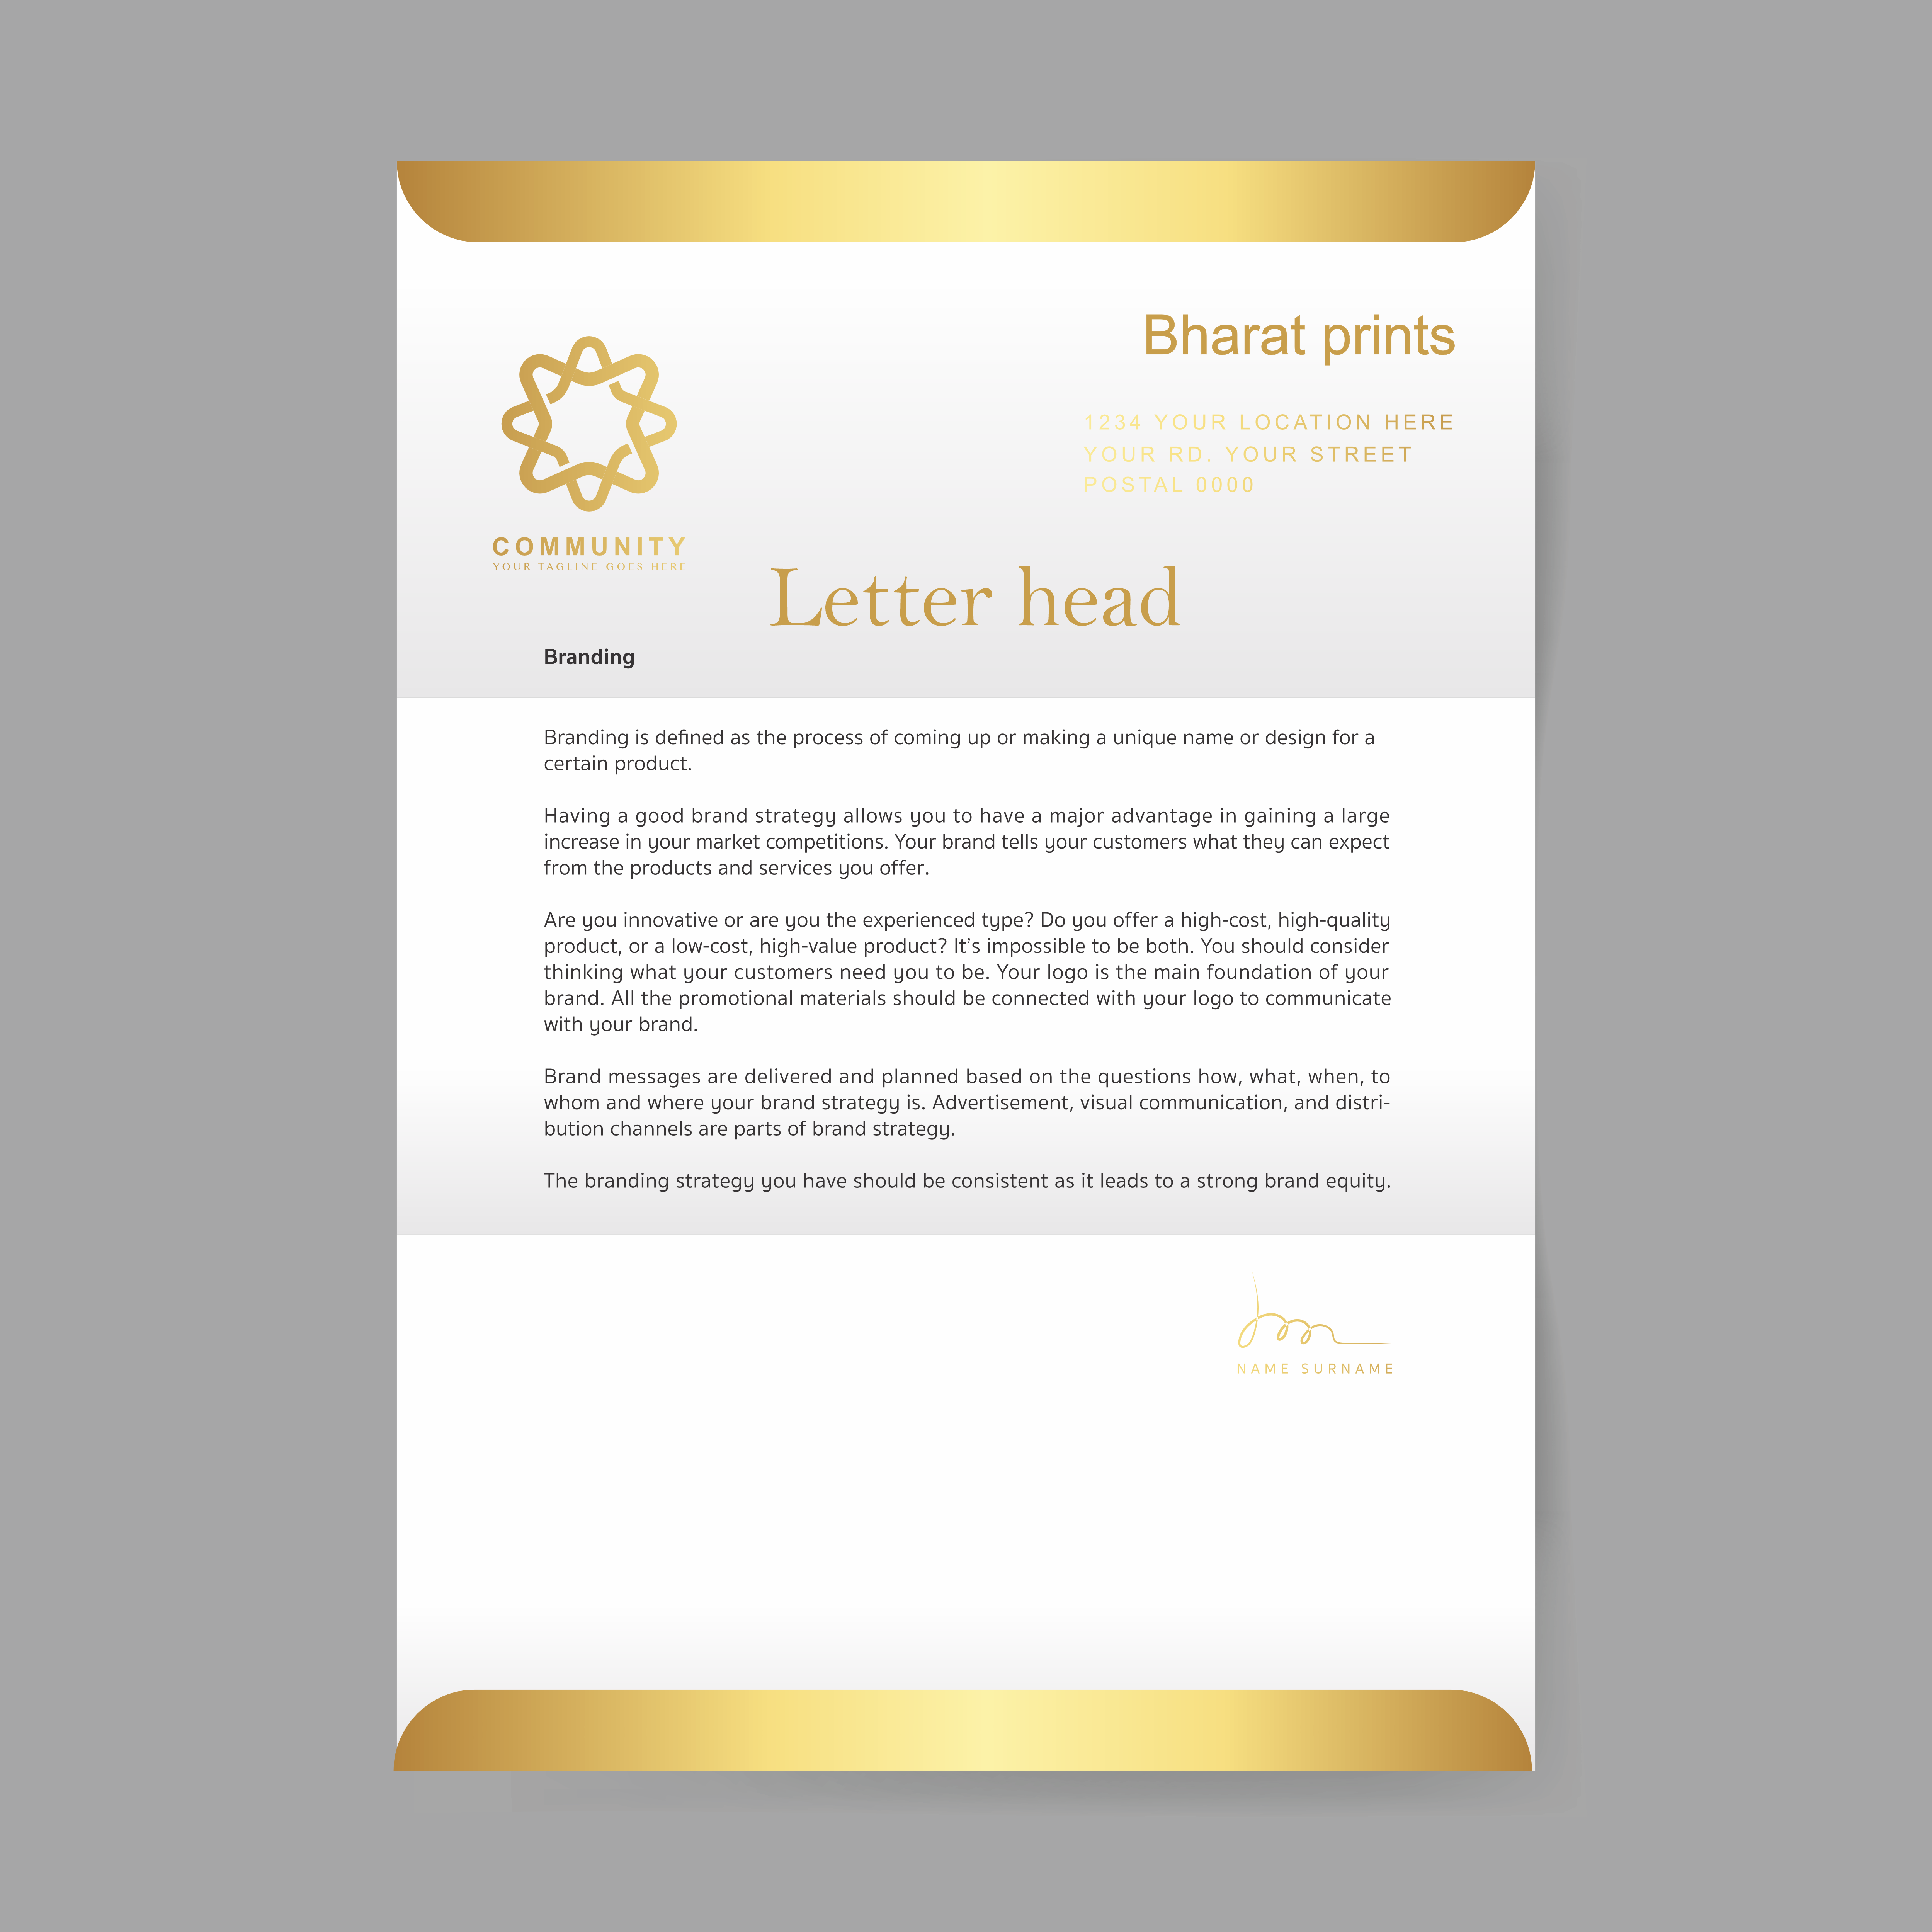 Bharat prints
1234 YOUR LOCATION HERE
YOUR RD. YOUR STREET
POSTAL 0000
COMMUNITY
YOUR TAGLINE GOES HERE
Letter head
Branding
Branding is defined as the process of coming up or making a unique name or design for a
certain product.
Having a good brand strategy allows you to have a major advantage in gaining a large
increase in your market competitions. Your brand tells your customers what they can expect
from the products and services you offer.
Are you innovative or are you the experienced type? Do you offer a high-cost, high-quality
product, or a low-cost, high-value product? It’s impossible to be both. You should consider
thinking what your customers need you to be. Your logo is the main foundation of your
brand. All the promotional materials should be connected with your logo to communicate
with your brand.
Brand messages are delivered and planned based on the questions how, what, when, to
whom and where your brand strategy is. Advertisement, visual communication, and distri-
bution channels are parts of brand strategy.
The branding strategy you have should be consistent as it leads to a strong brand equity.
NAME SURNAME